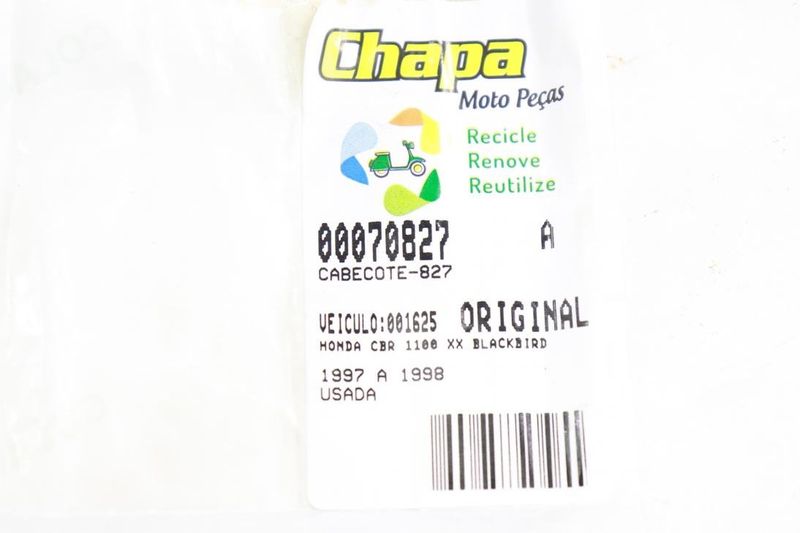 Chapa
Moto Peças
Recicle
Renove
Reutilize
00070827 A
CABECOTE-827
VEICULO:001625 ORIGINAL
HONDA CBR 1100 XX BLACKBIRD
1997 A 1998
USADA